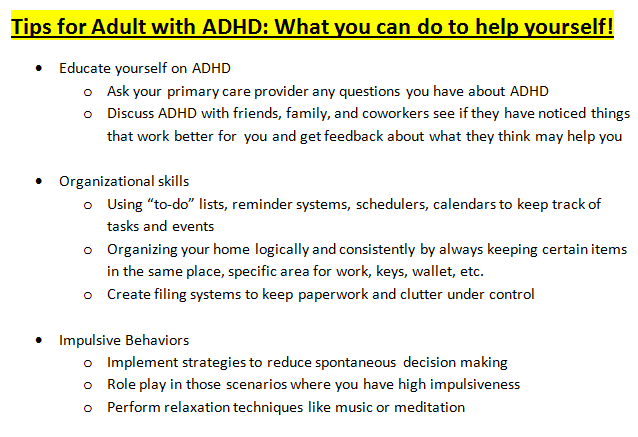 Tips for Adult with ADHD: What you can do to help yourself!
• Educate yourself on ADHD
o Ask your primary care provider any questions you have about ADHD
o Discuss ADHD with friends, family, and coworkers see if they have noticed things
that work better for you and get feedback about what they think may help you
• Organizational skills
o Using “to-do” lists, reminder systems, schedulers, calendars to keep track of
tasks and events
o Organizing your home logically and consistently by always keeping certain items
in the same place, specific area for work, keys, wallet, etc.
o Create filing systems to keep paperwork and clutter under control
• Impulsive Behaviors
o Implement strategies to reduce spontaneous decision making
o Role play in those scenarios where you have high impulsiveness
o Perform relaxation techniques like music or meditation